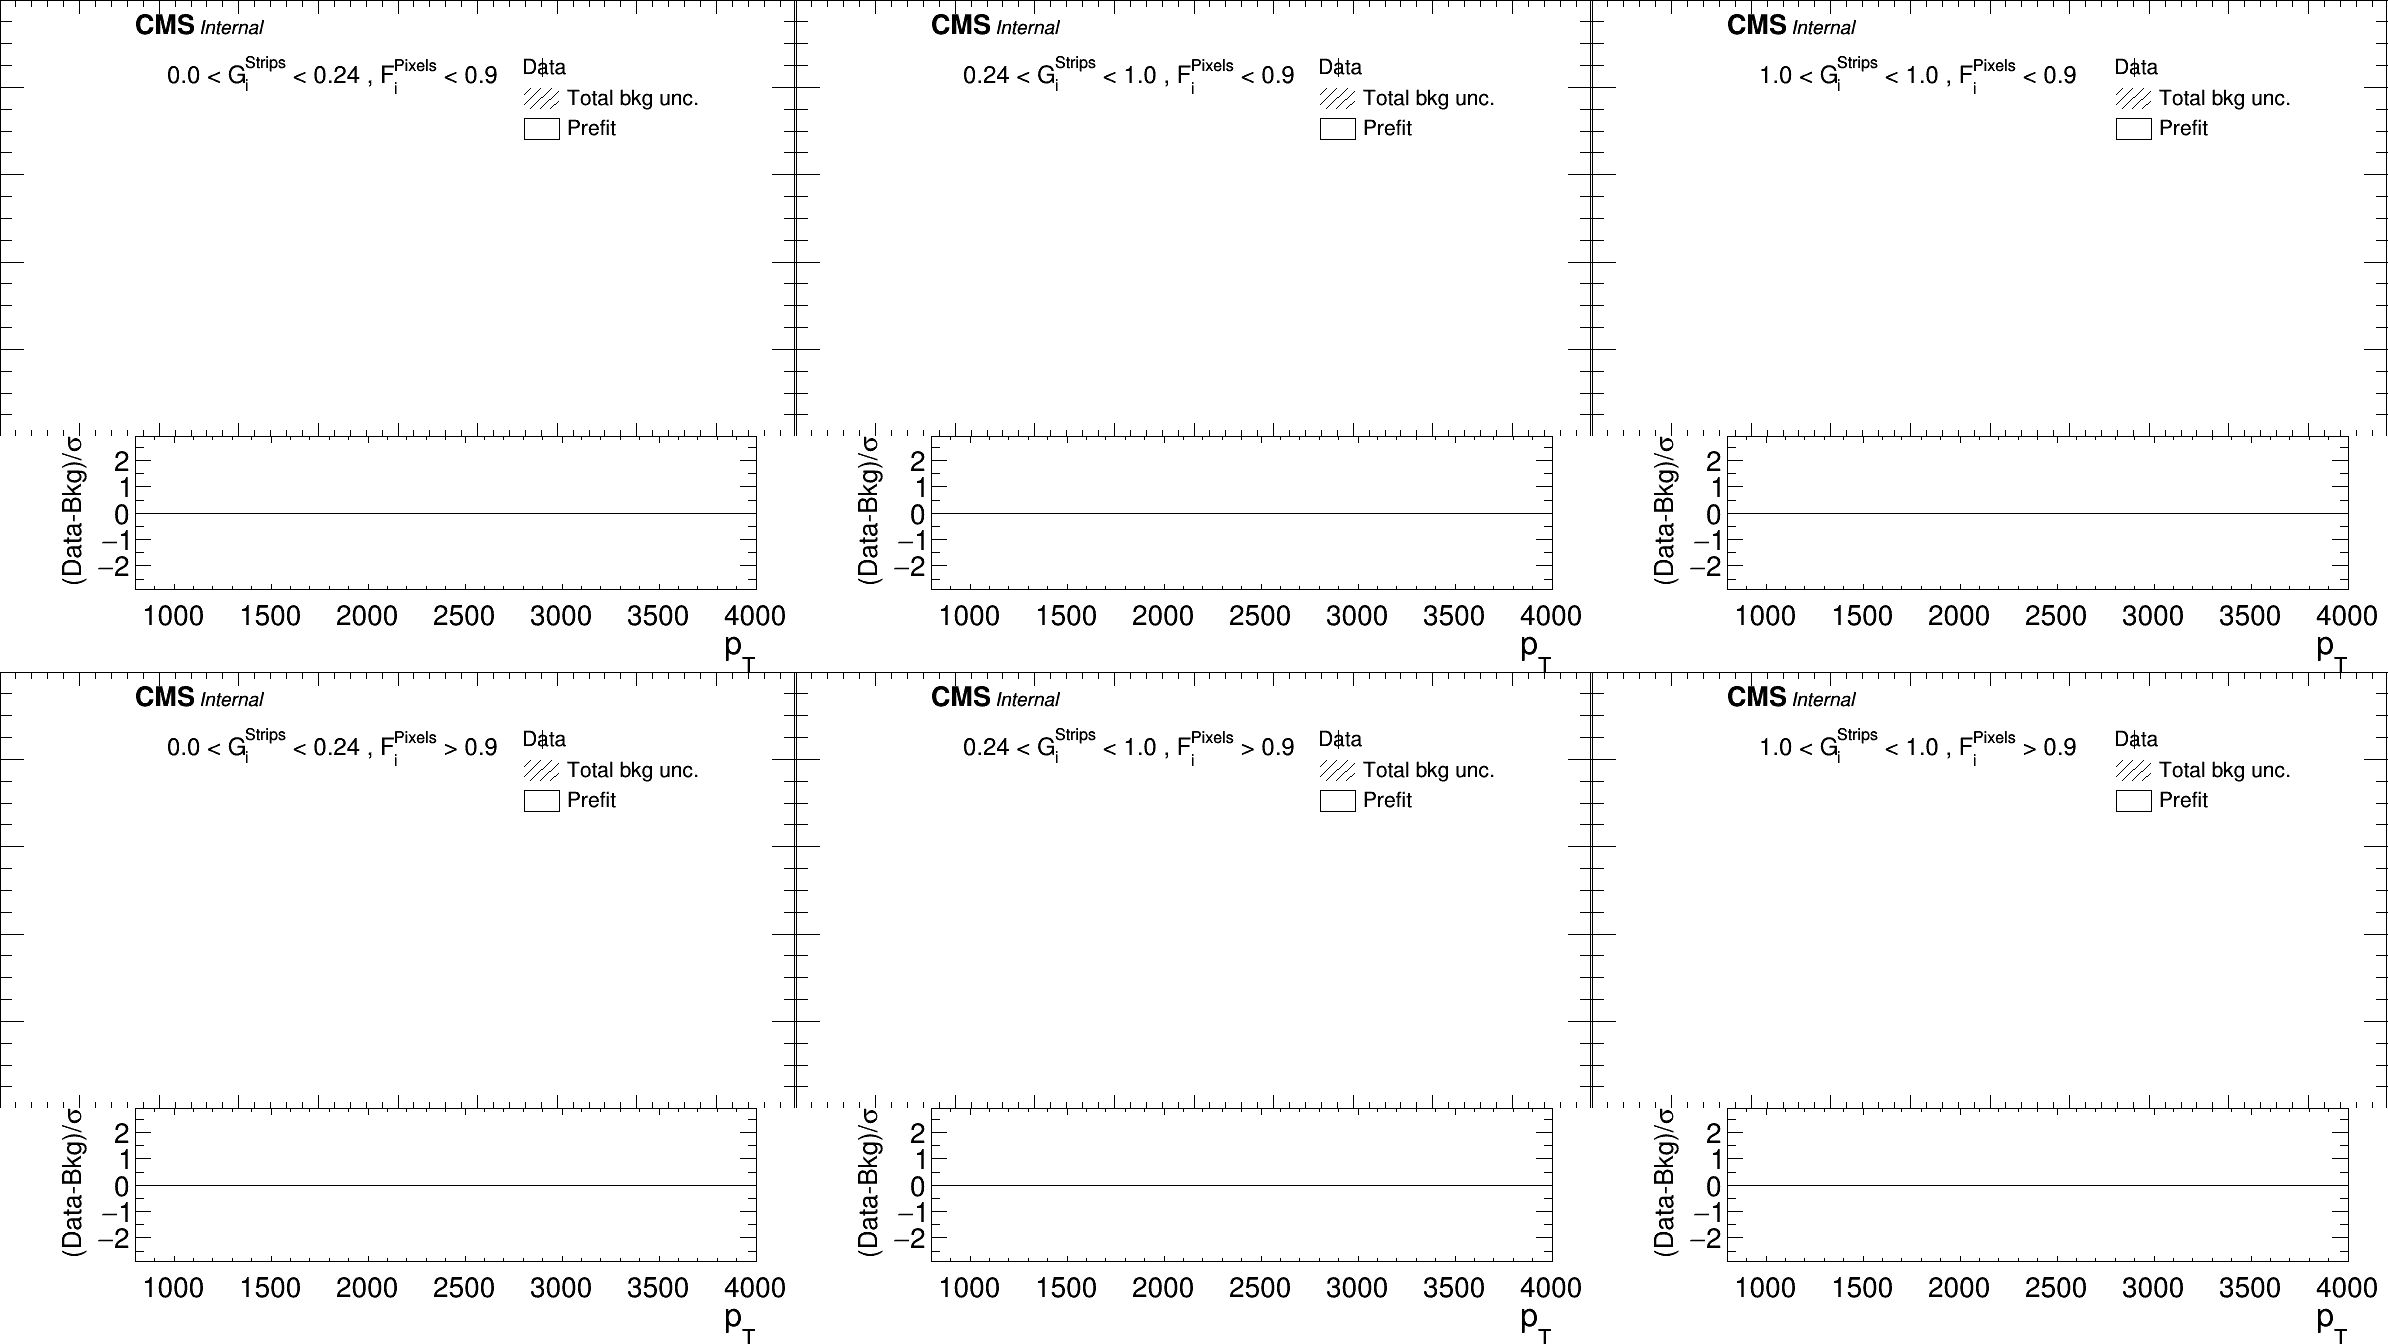 CMS Internal
0.0 < G_i^Strips < 0.24 , F_i^Pixels < 0.9
Data
Total bkg unc.
Prefit
(Data-Bkg)/σ
2
1
0
−1
−2
1000 1500 2000 2500 3000 3500 4000
p_T
CMS Internal
0.24 < G_i^Strips < 1.0 , F_i^Pixels < 0.9
Data
Total bkg unc.
Prefit
(Data-Bkg)/σ
2
1
0
−1
−2
1000 1500 2000 2500 3000 3500 4000
p_T
CMS Internal
1.0 < G_i^Strips < 1.0 , F_i^Pixels < 0.9
Data
Total bkg unc.
Prefit
(Data-Bkg)/σ
2
1
0
−1
−2
1000 1500 2000 2500 3000 3500 4000
p_T
CMS Internal
0.0 < G_i^Strips < 0.24 , F_i^Pixels > 0.9
Data
Total bkg unc.
Prefit
(Data-Bkg)/σ
2
1
0
−1
−2
1000 1500 2000 2500 3000 3500 4000
p_T
CMS Internal
0.24 < G_i^Strips < 1.0 , F_i^Pixels > 0.9
Data
Total bkg unc.
Prefit
(Data-Bkg)/σ
2
1
0
−1
−2
1000 1500 2000 2500 3000 3500 4000
p_T
CMS Internal
1.0 < G_i^Strips < 1.0 , F_i^Pixels > 0.9
Data
Total bkg unc.
Prefit
(Data-Bkg)/σ
2
1
0
−1
−2
1000 1500 2000 2500 3000 3500 4000
p_T